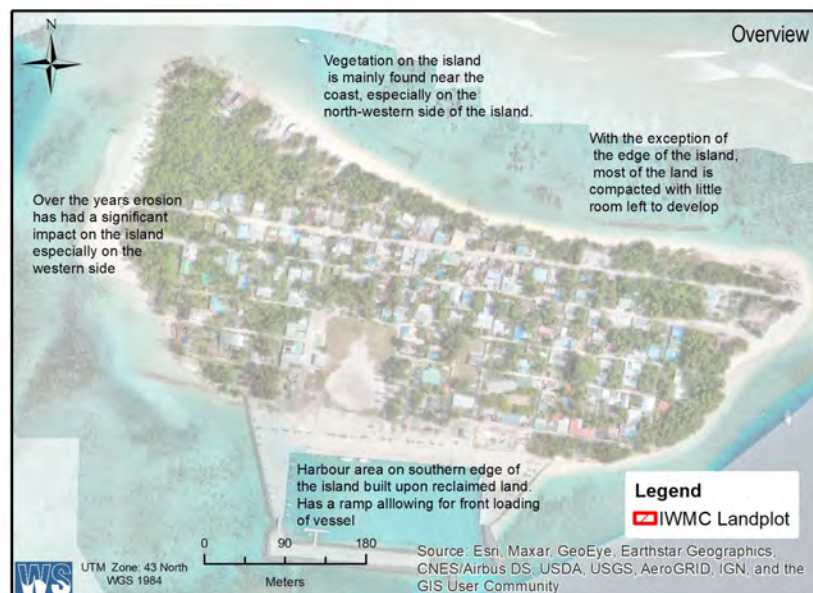 N
Overview
Vegetation on the island
is mainly found near the
coast, especially on the
north-western side of the island.
With the exception of
the edge of the island,
most of the land is
compacted with little
room left to develop
Over the years erosion
has had a significant
impact on the island
especially on the
western side
Harbour area on southern edge of
the island built upon reclaimed land.
Has a ramp alllowing for front loading
of vessel
Legend
IWMC Landplot
WS
UTM Zone: 43 North
WGS 1984
0 90 180
Meters
Source: Esri, Maxar, GeoEye, Earthstar Geographics,
CNES/Airbus DS, USDA, USGS, AeroGRID, IGN, and the
GIS User Community